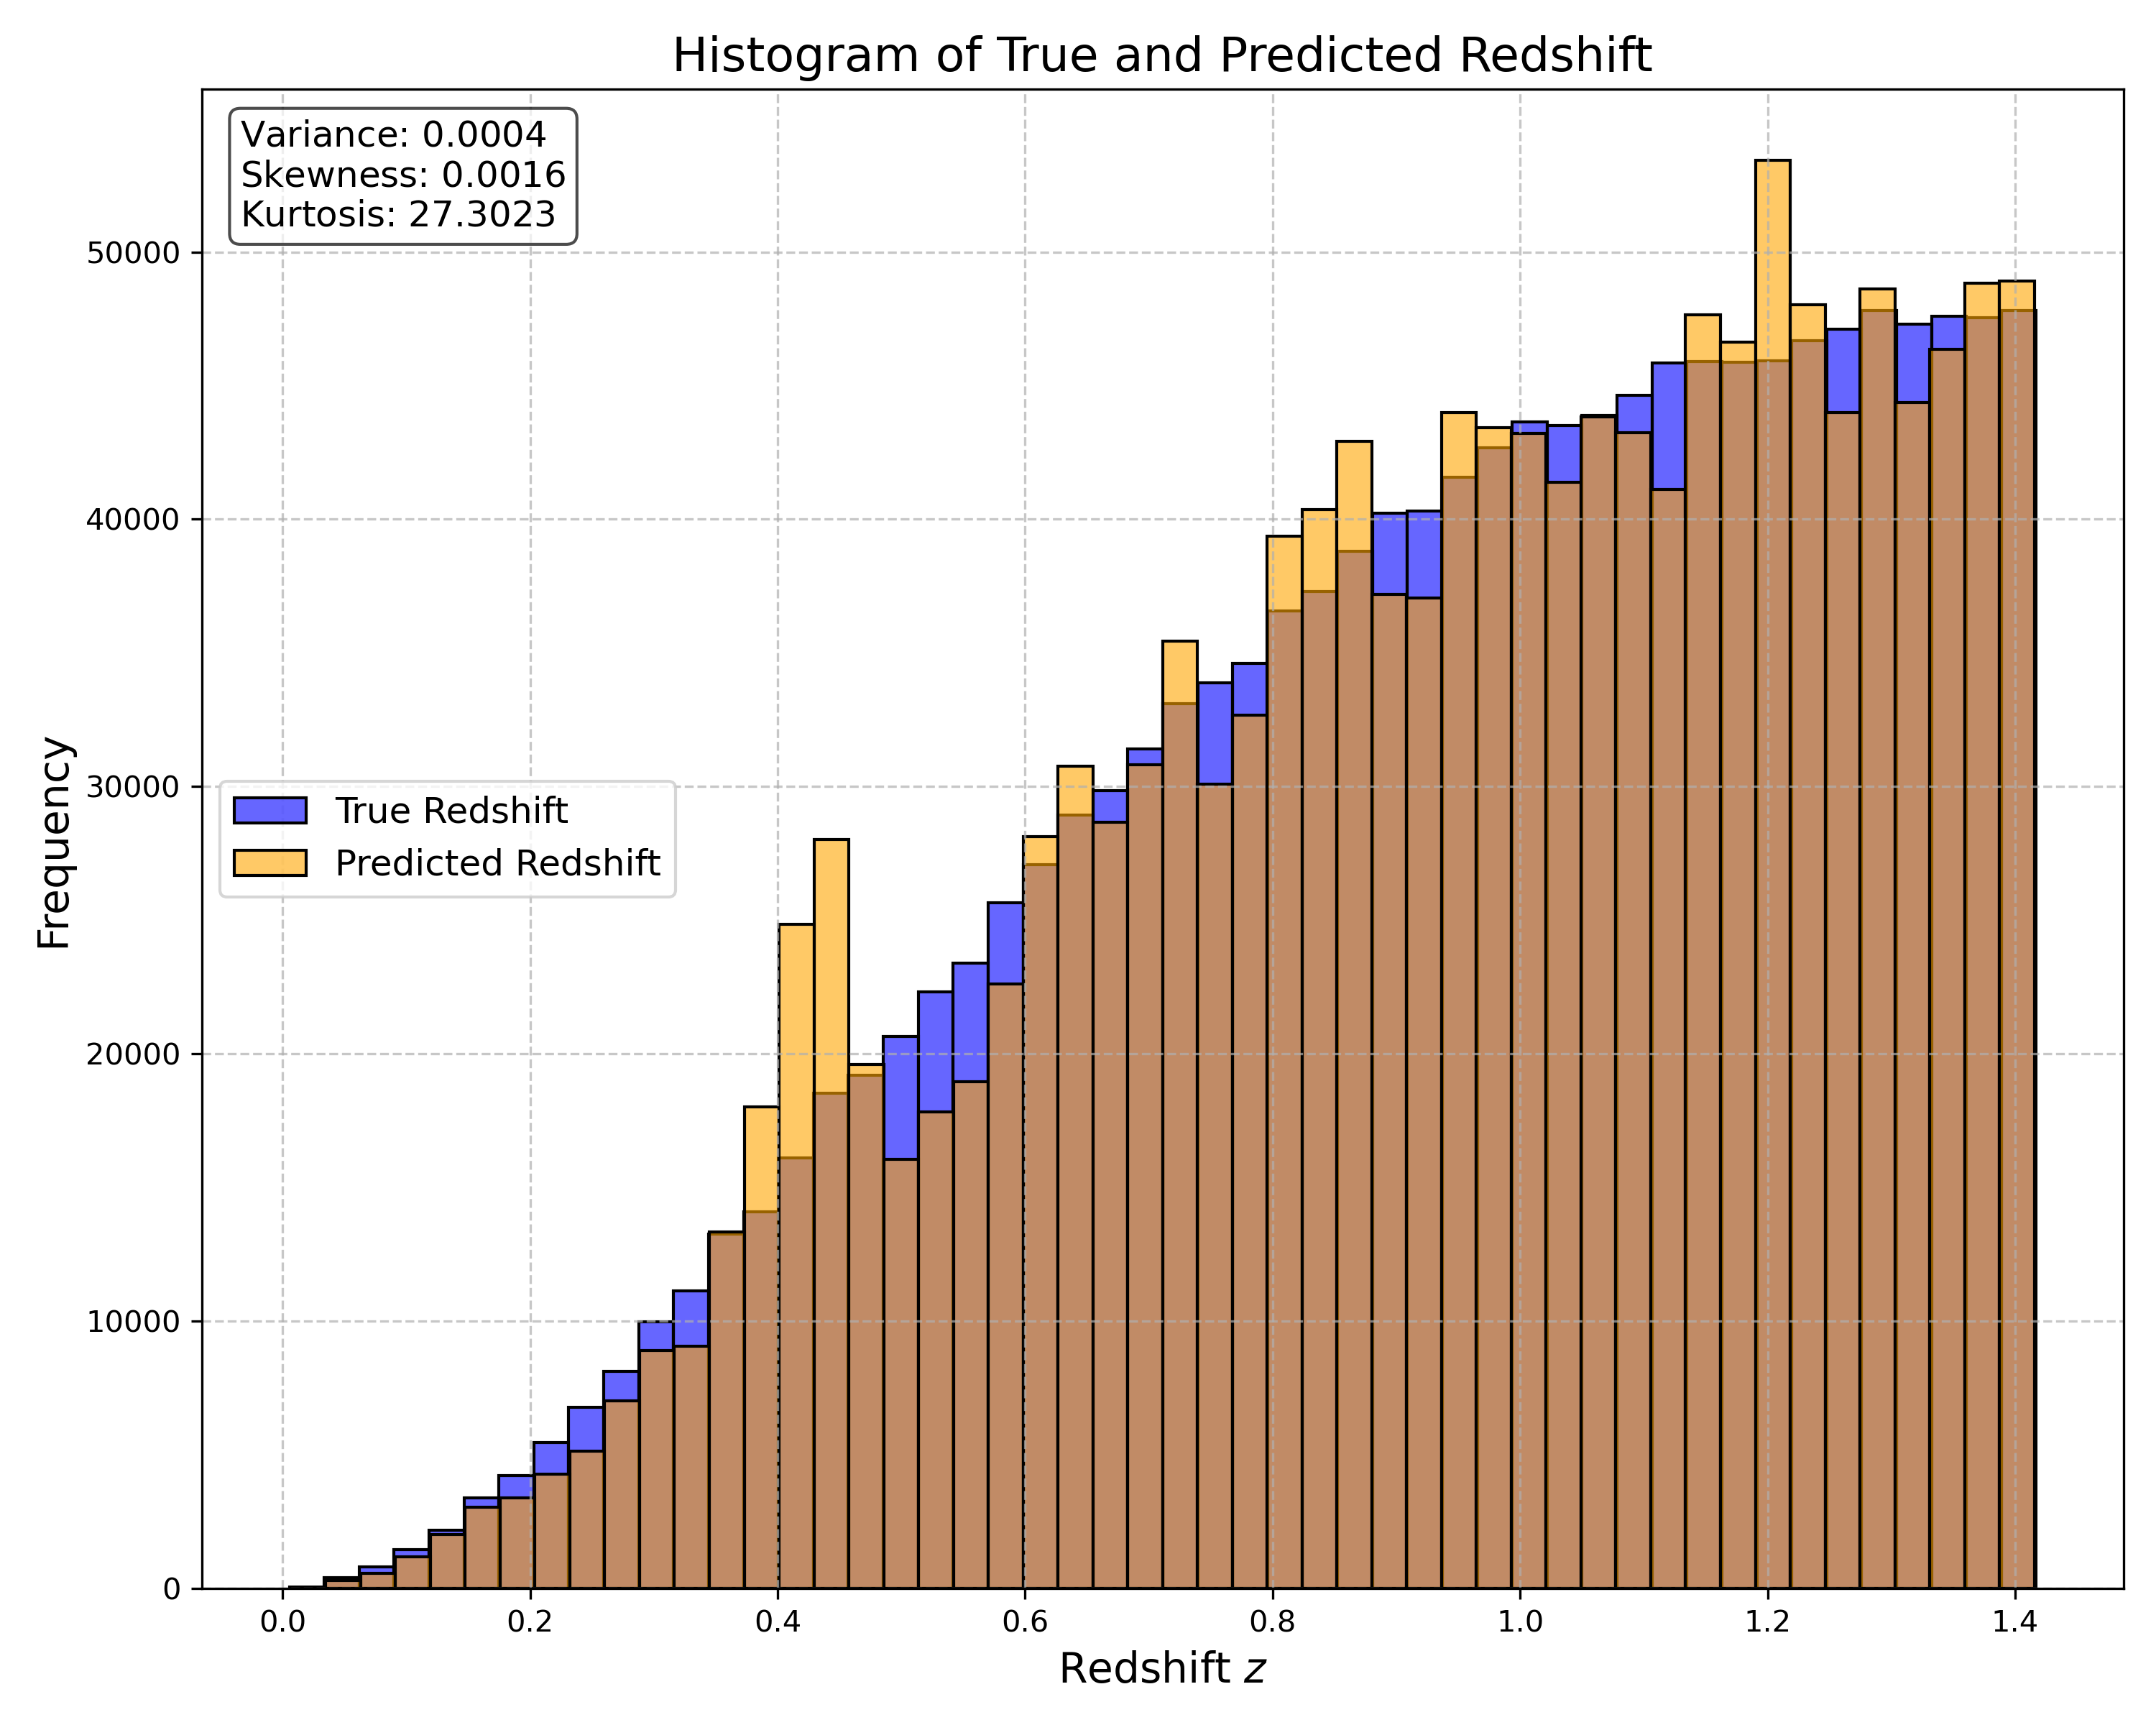 Histogram of True and Predicted Redshift
Variance: 0.0004
Skewness: 0.0016
Kurtosis: 27.3023
50000
40000
30000
20000
10000
0
Frequency
True Redshift
Predicted Redshift
0.0 0.2 0.4 0.6 0.8 1.0 1.2 1.4
Redshift z